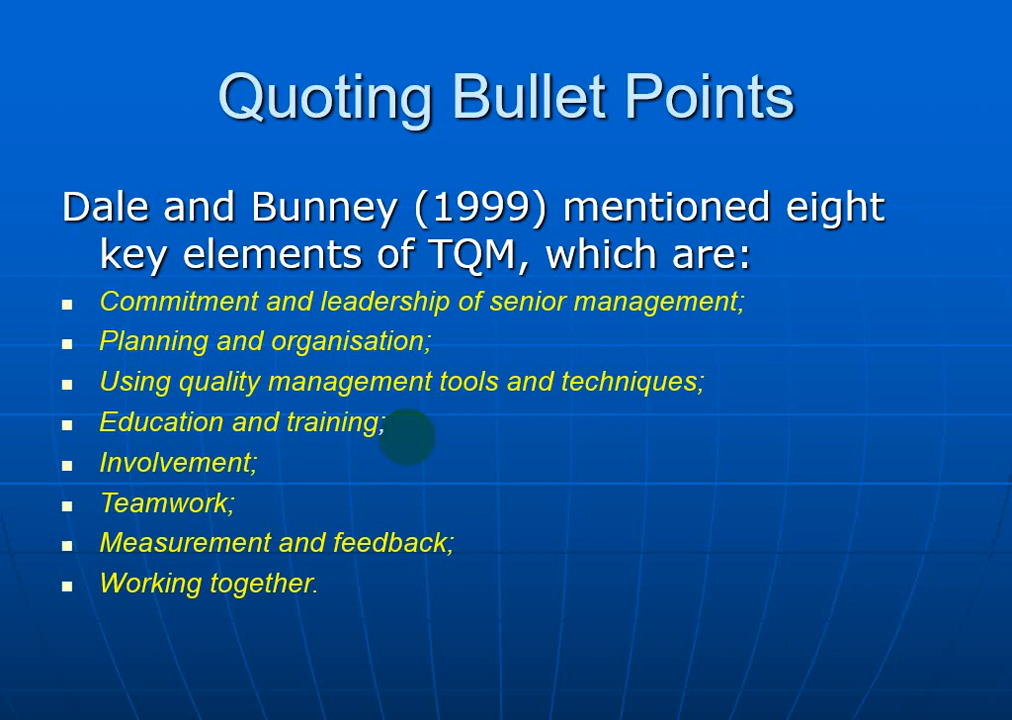 Quoting Bullet Points
Dale and Bunney (1999) mentioned eight
key elements of TQM, which are:
Commitment and leadership of senior management;
Planning and organisation;
Using quality management tools and techniques;
Education and training;
Involvement;
Teamwork;
Measurement and feedback;
Working together.